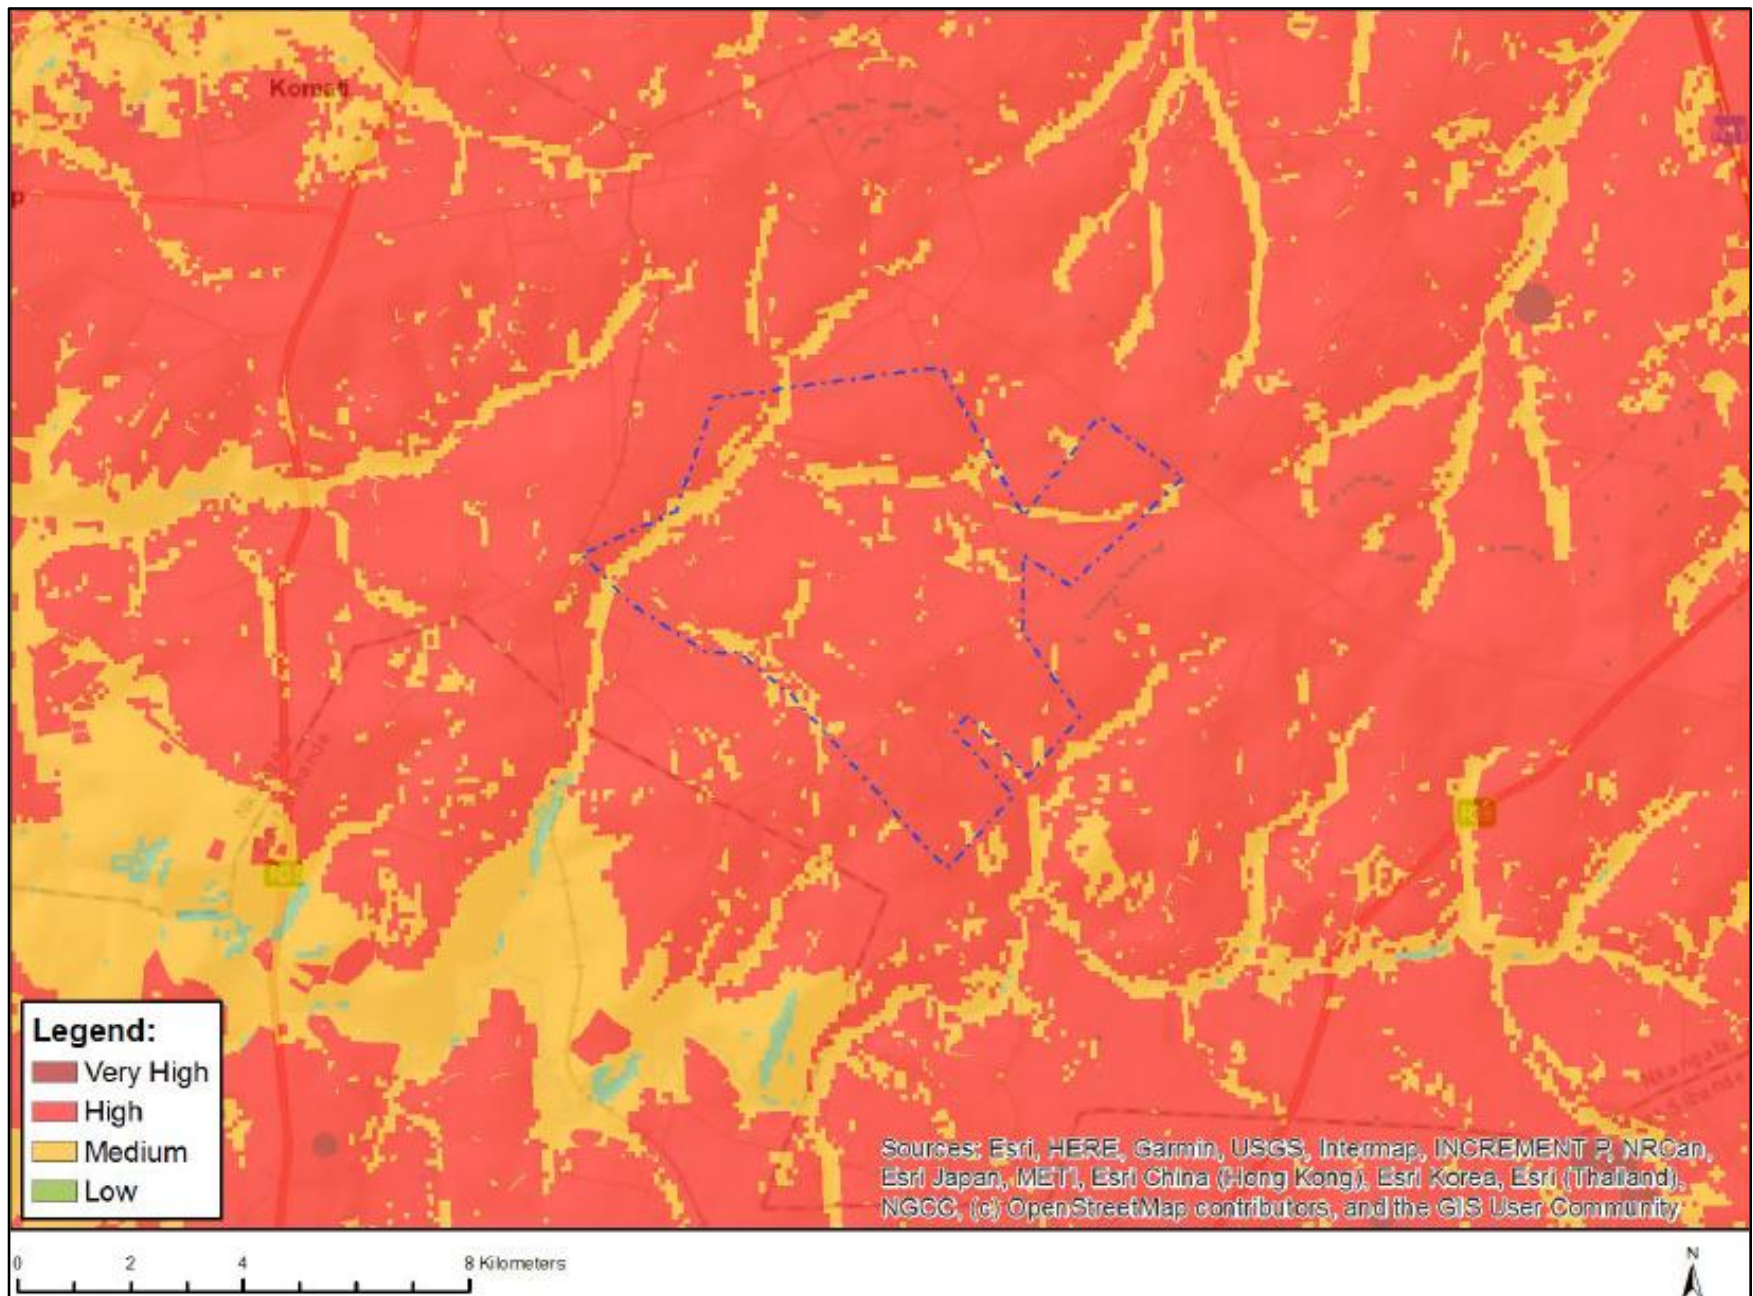 Komati
p
Legend:
Very High
High
Medium
Low
Sources: Esri, HERE, Garmin, USGS, Intermap, INCREMENT P, NRCan,
Esri Japan, METI, Esri China (Hong Kong), Esri Korea, Esri (Thailand),
NGCC, (c) OpenStreetMap contributors, and the GIS User Community
0 2 4 8 Kilometers
N